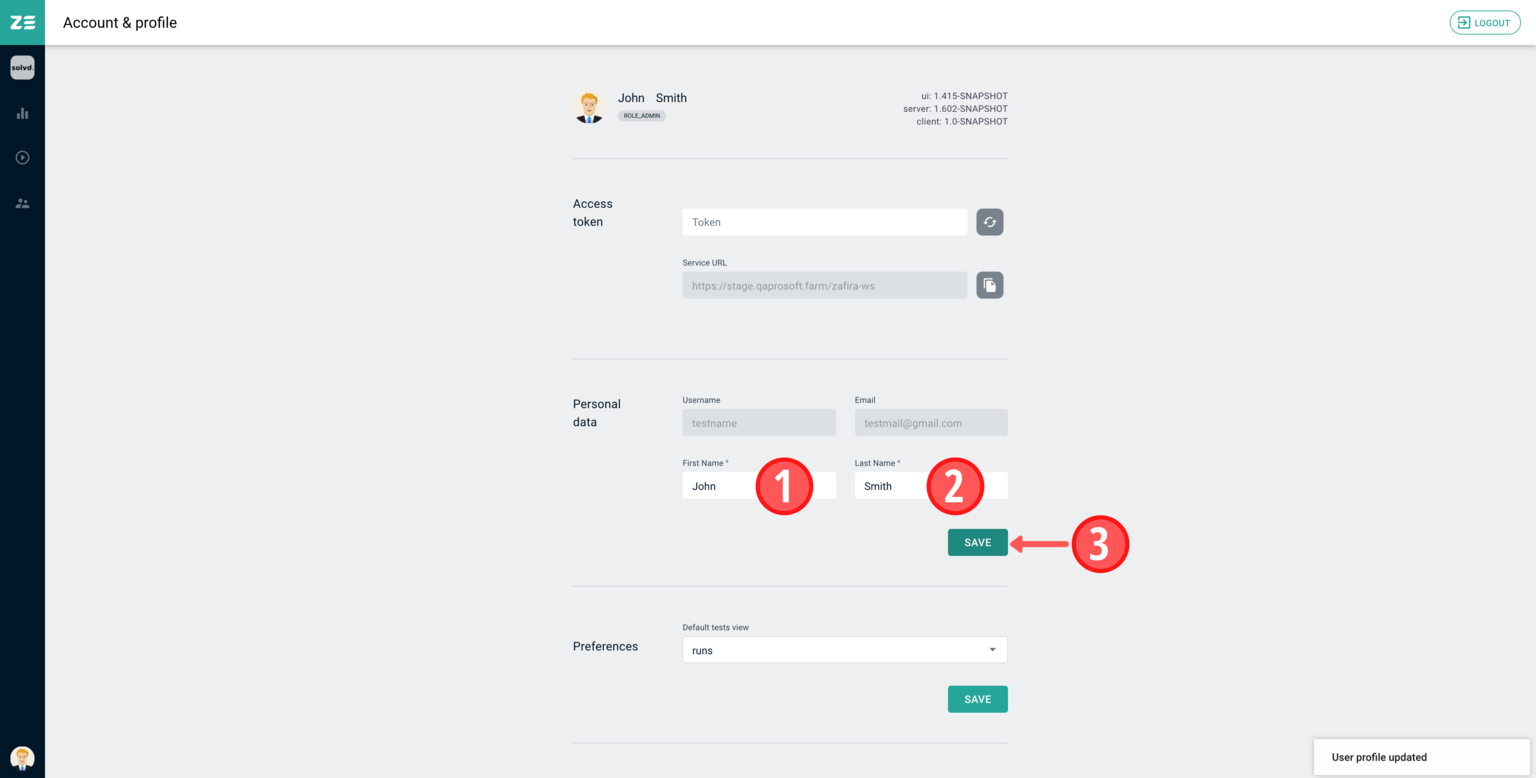 ZE
Account & profile
LOGOUT
solvd.
John Smith
ROLE_ADMIN
ui: 1.415-SNAPSHOT
server: 1.602-SNAPSHOT
client: 1.0-SNAPSHOT
Access
token
Token
Service URL
https://stage.qaprosoft.farm/zafira-ws
Personal
data
Username
Email
testname
testmail@gmail.com
First Name *
Last Name *
John
1
Smith
2
SAVE
3
Default tests view
Preferences
runs
SAVE
User profile updated